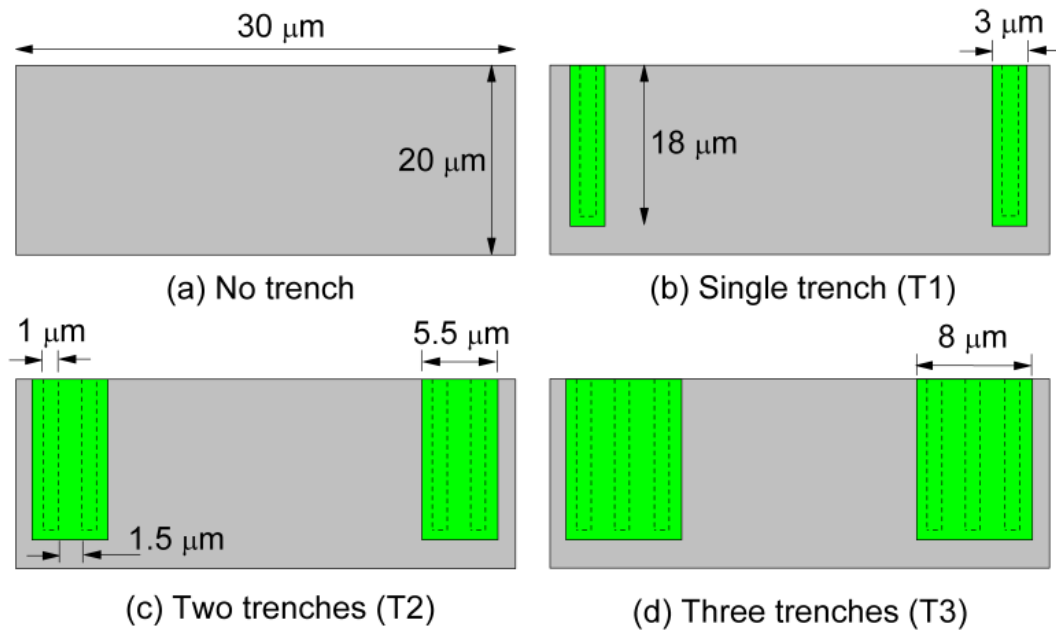 30 μm
20 μm
(a) No trench
3 μm
18 μm
(b) Single trench (T1)
1 μm
5.5 μm
1.5 μm
(c) Two trenches (T2)
8 μm
(d) Three trenches (T3)